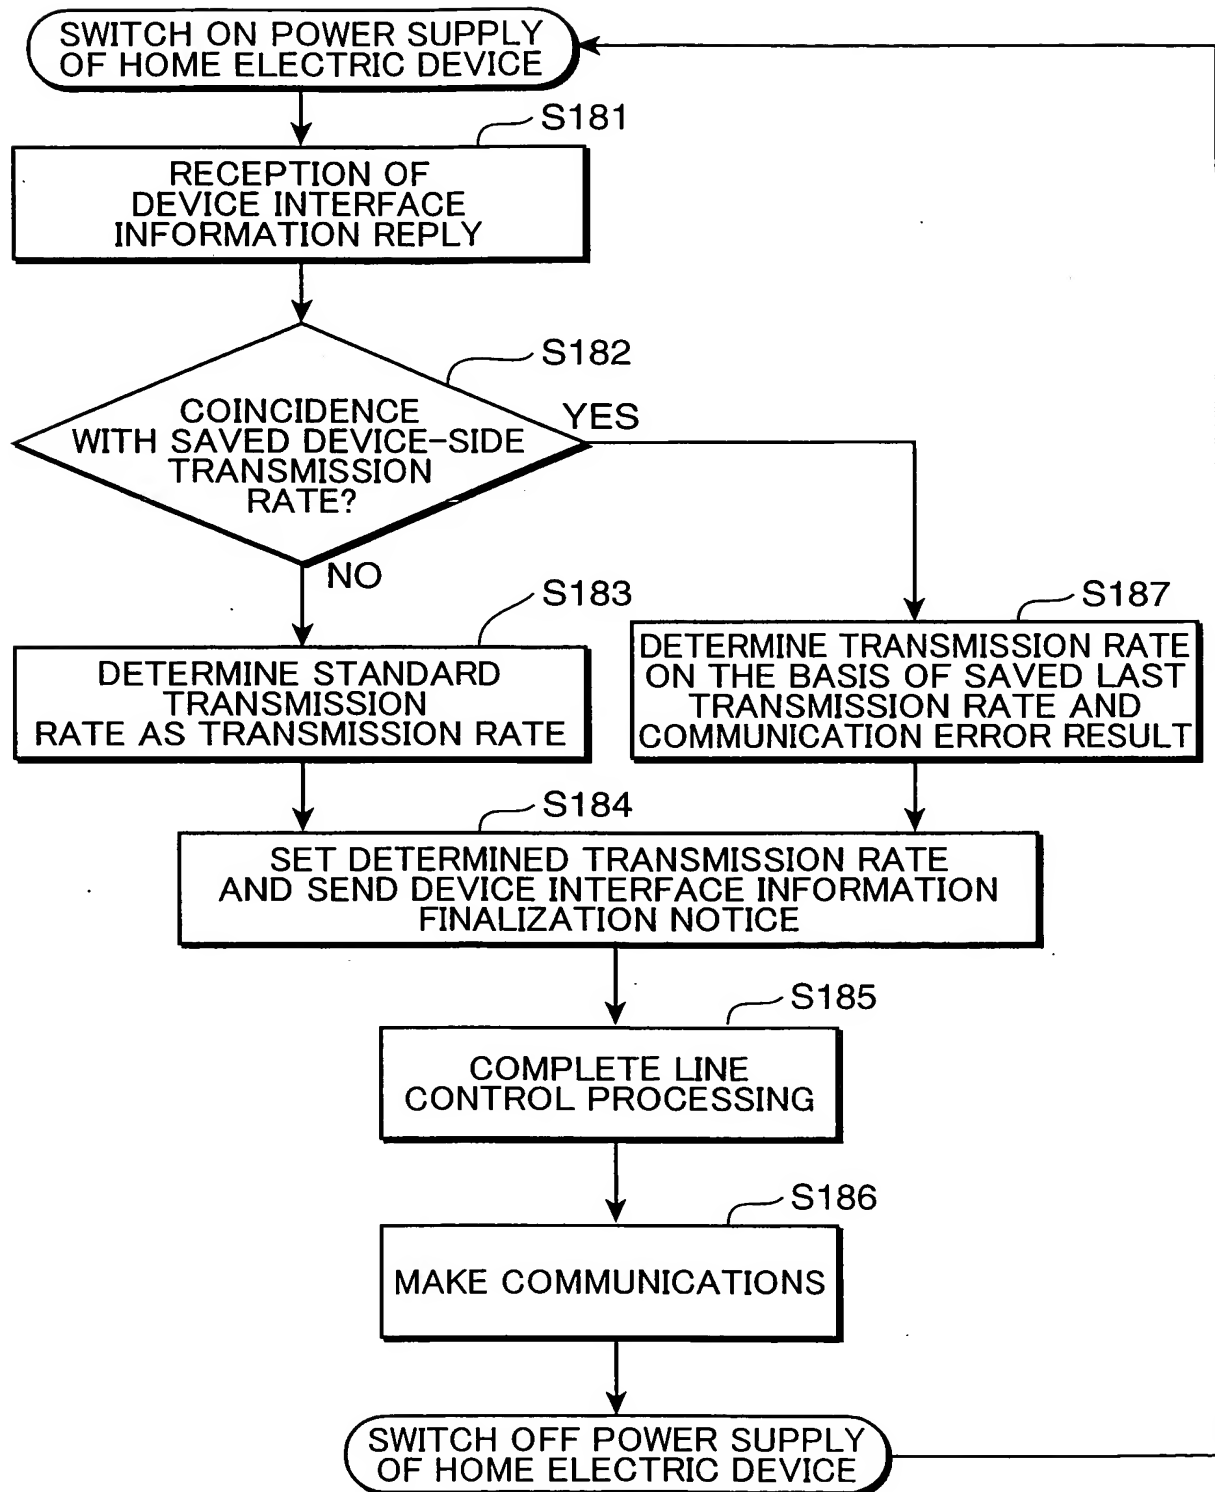 SWITCH ON POWER SUPPLY
OF HOME ELECTRIC DEVICE
S181
RECEPTION OF
DEVICE INTERFACE
INFORMATION REPLY
S182
COINCIDENCE
WITH SAVED DEVICE-SIDE
TRANSMISSION
RATE?
YES
NO
S183
DETERMINE STANDARD
TRANSMISSION
RATE AS TRANSMISSION RATE
S187
DETERMINE TRANSMISSION RATE
ON THE BASIS OF SAVED LAST
TRANSMISSION RATE AND
COMMUNICATION ERROR RESULT
S184
SET DETERMINED TRANSMISSION RATE
AND SEND DEVICE INTERFACE INFORMATION
FINALIZATION NOTICE
S185
COMPLETE LINE
CONTROL PROCESSING
S186
MAKE COMMUNICATIONS
SWITCH OFF POWER SUPPLY
OF HOME ELECTRIC DEVICE